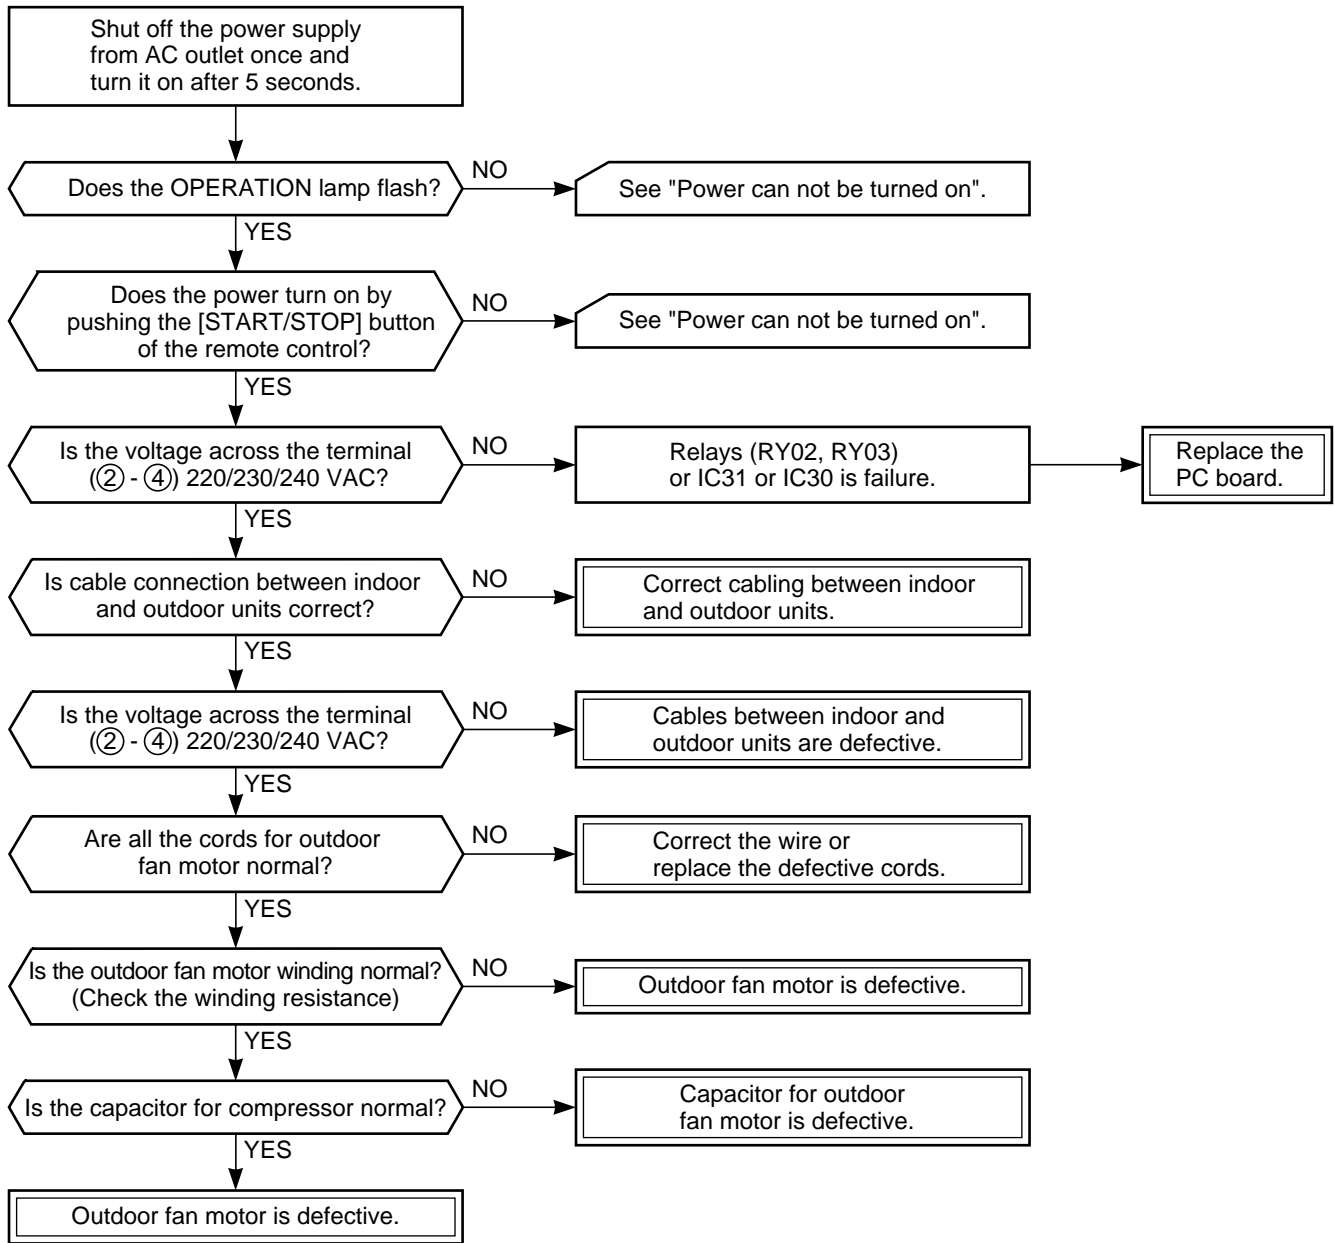 Shut off the power supply
from AC outlet once and
turn it on after 5 seconds.
Does the OPERATION lamp flash?
NO
See "Power can not be turned on".
YES
Does the power turn on by
pushing the [START/STOP] button
of the remote control?
NO
See "Power can not be turned on".
YES
Is the voltage across the terminal
(② - ④) 220/230/240 VAC?
NO
Relays (RY02, RY03)
or IC31 or IC30 is failure.
Replace the
PC board.
YES
Is cable connection between indoor
and outdoor units correct?
NO
Correct cabling between indoor
and outdoor units.
YES
Is the voltage across the terminal
(② - ④) 220/230/240 VAC?
NO
Cables between indoor and
outdoor units are defective.
YES
Are all the cords for outdoor
fan motor normal?
NO
Correct the wire or
replace the defective cords.
YES
Is the outdoor fan motor winding normal?
(Check the winding resistance)
NO
Outdoor fan motor is defective.
YES
Is the capacitor for compressor normal?
NO
Capacitor for outdoor
fan motor is defective.
YES
Outdoor fan motor is defective.